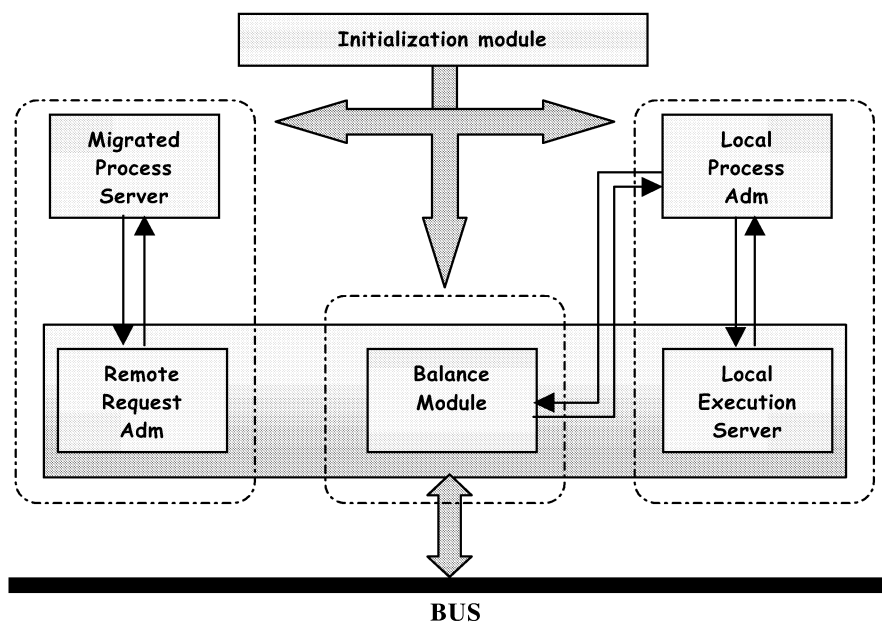 Initialization module
Migrated
Process
Server
Local
Process
Adm
Remote
Request
Adm
Balance
Module
Local
Execution
Server
BUS